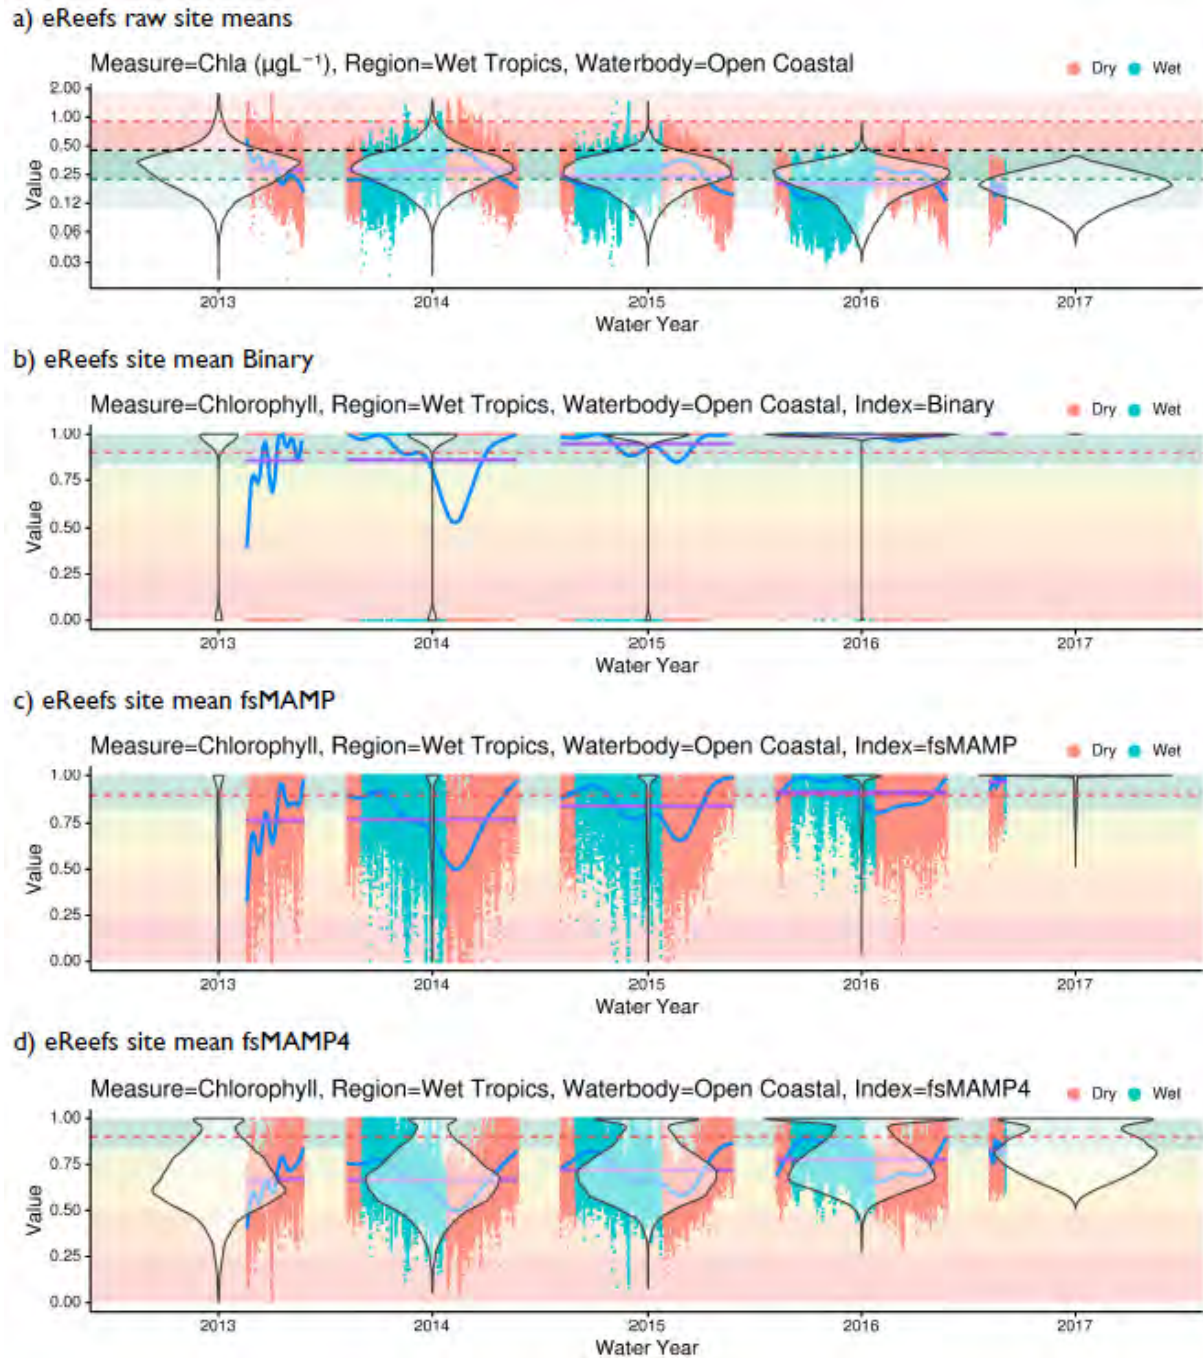 a) eReefs raw site means
Measure=Chla (µgL⁻¹), Region=Wet Tropics, Waterbody=Open Coastal
Dry Wet
2.00
1.00
0.50
0.25
0.12
0.06
0.03
Value
2013 2014 2015 2016 2017
Water Year
b) eReefs site mean Binary
Measure=Chlorophyll, Region=Wet Tropics, Waterbody=Open Coastal, Index=Binary
Dry Wet
1.00
0.75
0.50
0.25
0.00
Value
2013 2014 2015 2016 2017
Water Year
c) eReefs site mean fsMAMP
Measure=Chlorophyll, Region=Wet Tropics, Waterbody=Open Coastal, Index=fsMAMP
Dry Wet
1.00
0.75
0.50
0.25
0.00
Value
2013 2014 2015 2016 2017
Water Year
d) eReefs site mean fsMAMP4
Measure=Chlorophyll, Region=Wet Tropics, Waterbody=Open Coastal, Index=fsMAMP4
Dry Wet
1.00
0.75
0.50
0.25
0.00
Value
2013 2014 2015 2016 2017
Water Year